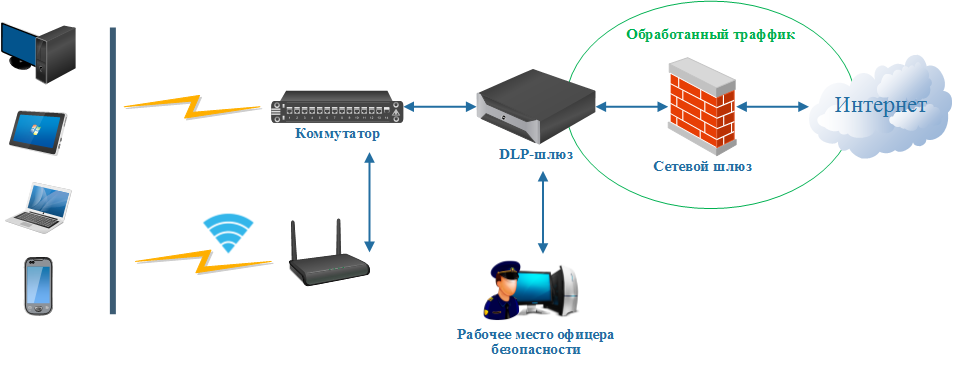 Обработанный траффик
Интернет
Коммутатор
DLP-шлюз
Сетевой шлюз
Рабочее место офицера
безопасности